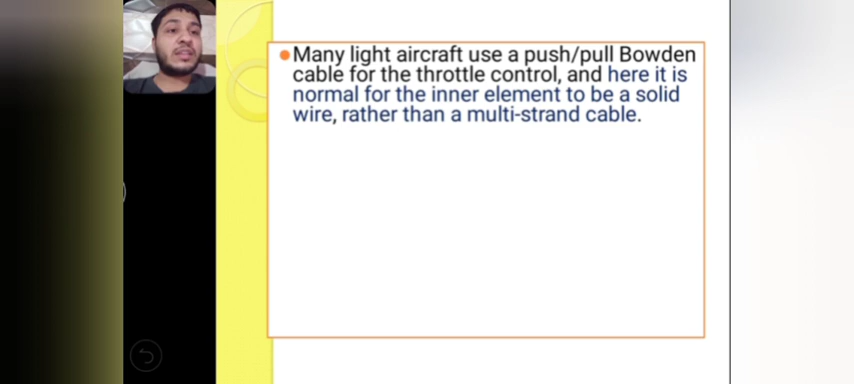 Many light aircraft use a push/pull Bowden
cable for the throttle control, and here it is
normal for the inner element to be a solid
wire, rather than a multi-strand cable.